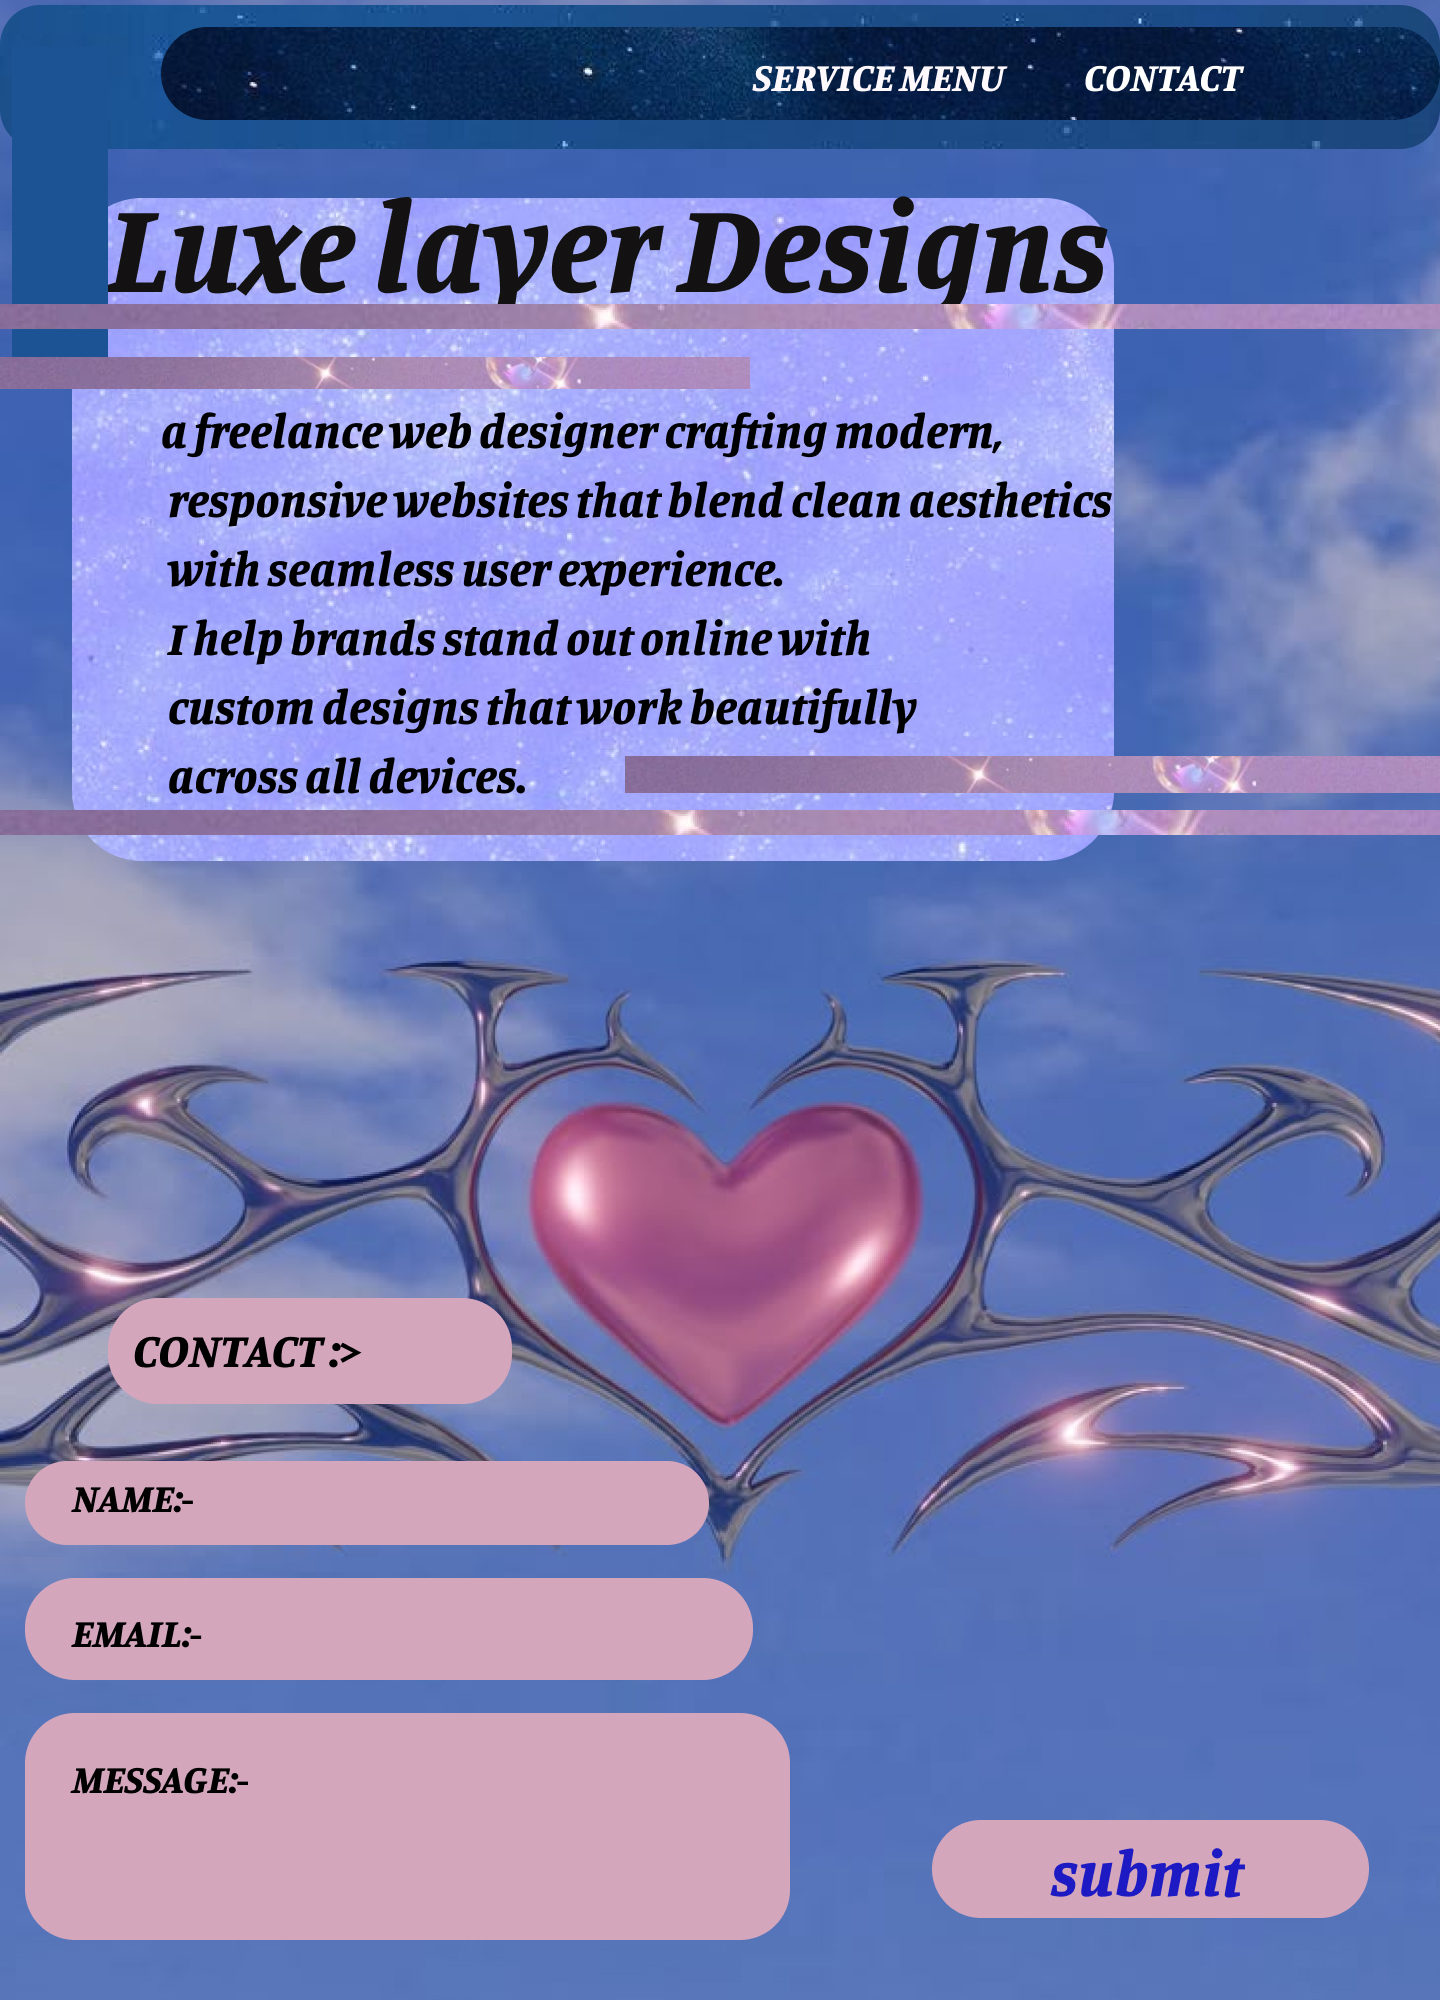 SERVICE MENU CONTACT
Luxe layer Designs
a freelance web designer crafting modern,
responsive websites that blend clean aesthetics
with seamless user experience.
I help brands stand out online with
custom designs that work beautifully
across all devices.
CONTACT :>
NAME:-
EMAIL:-
MESSAGE:-
submit